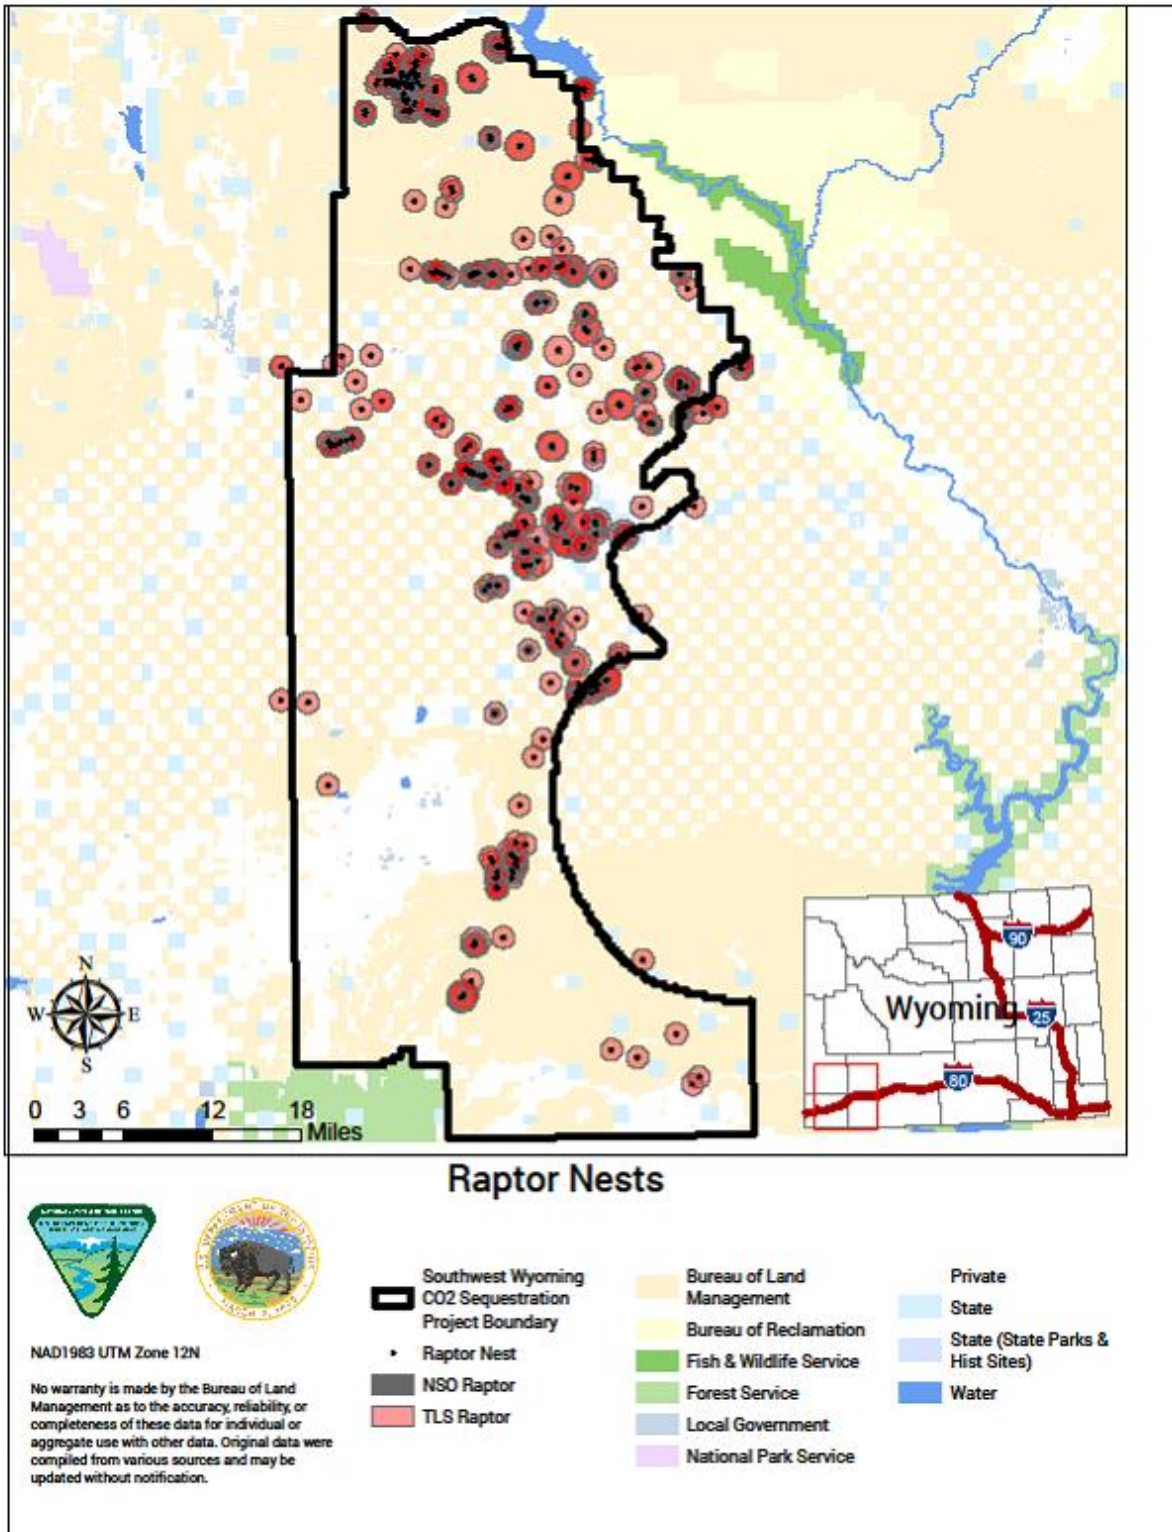 N
W
E
S
0 3 6 12 18
Miles
90
Wyoming
25
80
Raptor Nests
NAD1983 UTM Zone 12N
No warranty is made by the Bureau of Land
Management as to the accuracy, reliability, or
completeness of these data for individual or
aggregate use with other data. Original data were
compiled from various sources and may be
updated without notification.
Southwest Wyoming
CO2 Sequestration
Project Boundary
Raptor Nest
NSO Raptor
TLS Raptor
Bureau of Land
Management
Bureau of Reclamation
Fish & Wildlife Service
Forest Service
Local Government
National Park Service
Private
State
State (State Parks &
Hist Sites)
Water